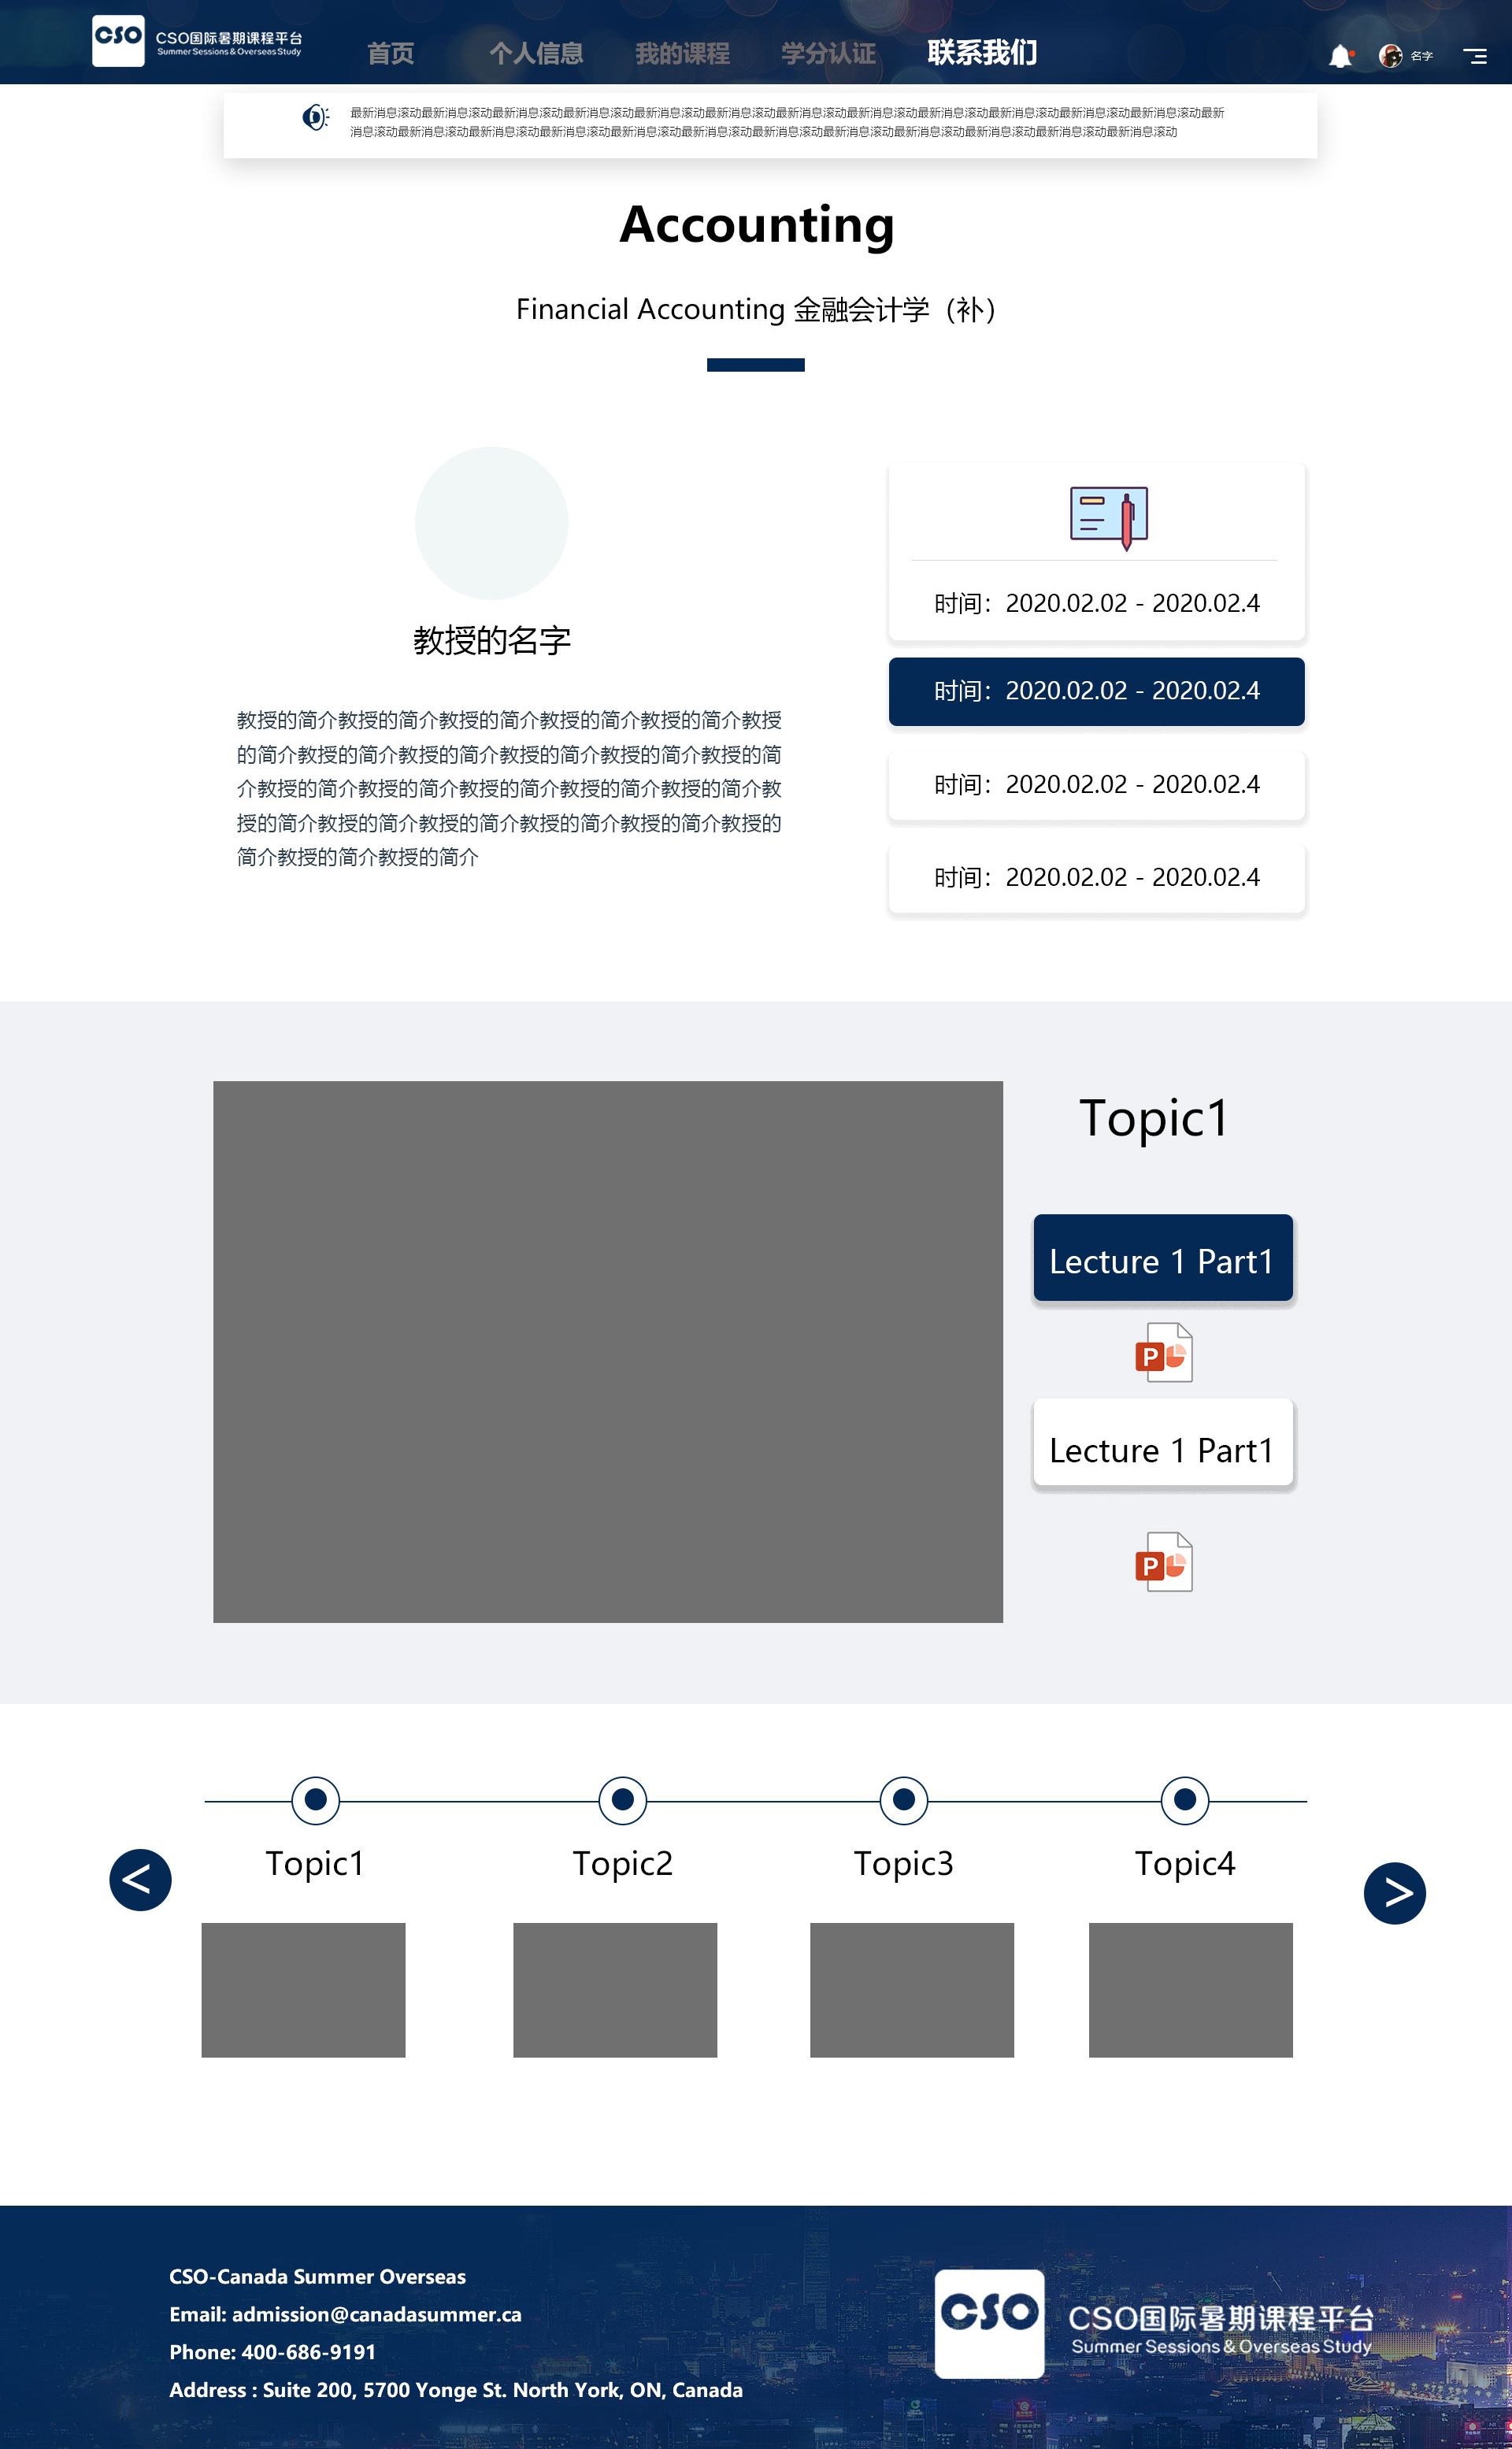 CSO
CSO国际暑期课程平台
Summer Sessions & Overseas Study
首页
个人信息
我的课程
学分认证
联系我们
名字
最新消息滚动最新消息滚动最新消息滚动最新消息滚动最新消息滚动最新消息滚动最新消息滚动最新消息滚动最新消息滚动最新消息滚动最新消息滚动最新消息滚动最新
消息滚动最新消息滚动最新消息滚动最新消息滚动最新消息滚动最新消息滚动最新消息滚动最新消息滚动最新消息滚动最新消息滚动最新消息滚动最新消息滚动
Accounting
Financial Accounting 金融会计学（补）
教授的名字
教授的简介教授的简介教授的简介教授的简介教授的简介教授
的简介教授的简介教授的简介教授的简介教授的简介教授的简
介教授的简介教授的简介教授的简介教授的简介教授的简介教
授的简介教授的简介教授的简介教授的简介教授的简介教授的
简介教授的简介教授的简介
时间：2020.02.02 - 2020.02.4
时间：2020.02.02 - 2020.02.4
时间：2020.02.02 - 2020.02.4
时间：2020.02.02 - 2020.02.4
Topic1
Lecture 1 Part1
P
Lecture 1 Part1
P
<
Topic1
Topic2
Topic3
Topic4
>
CSO-Canada Summer Overseas
Email: admission@canadasummer.ca
Phone: 400-686-9191
Address : Suite 200, 5700 Yonge St. North York, ON, Canada
CSO
CSO国际暑期课程平台
Summer Sessions & Overseas Study